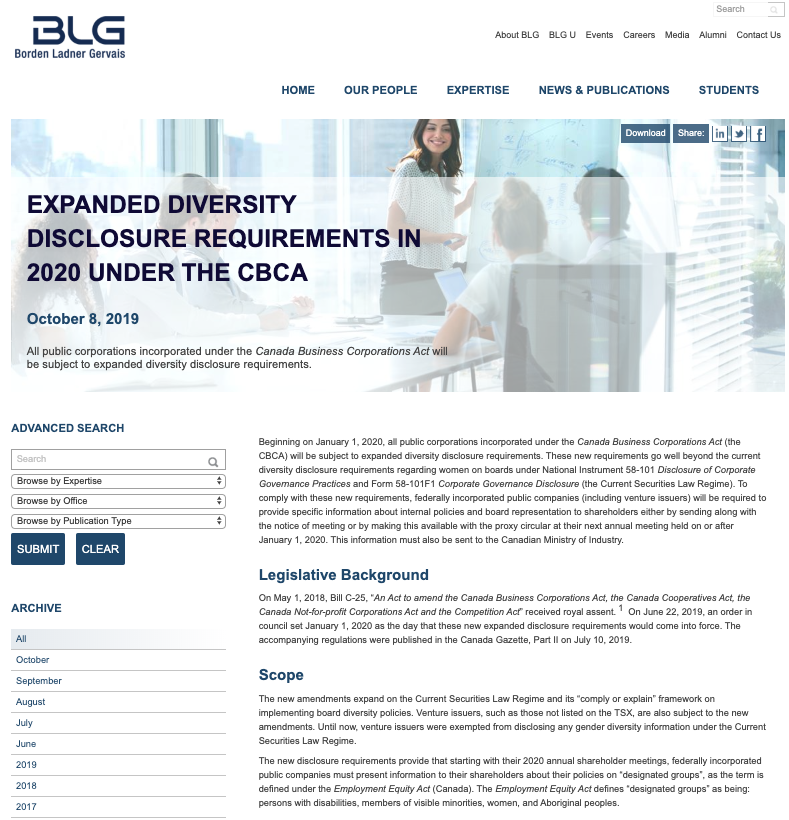 Search
BLG
Borden Ladner Gervais
About BLG BLG U Events Careers Media Alumni Contact Us
HOME OUR PEOPLE EXPERTISE NEWS & PUBLICATIONS STUDENTS
Download Share: in f
EXPANDED DIVERSITY
DISCLOSURE REQUIREMENTS IN
2020 UNDER THE CBCA
October 8, 2019
All public corporations incorporated under the Canada Business Corporations Act will
be subject to expanded diversity disclosure requirements.
ADVANCED SEARCH
Search
Browse by Expertise
Browse by Office
Browse by Publication Type
SUBMIT CLEAR
ARCHIVE
All
October
September
August
July
June
2019
2018
2017
Beginning on January 1, 2020, all public corporations incorporated under the Canada Business Corporations Act (the
CBCA) will be subject to expanded diversity disclosure requirements. These new requirements go well beyond the current
diversity disclosure requirements regarding women on boards under National Instrument 58-101 Disclosure of Corporate
Governance Practices and Form 58-101F1 Corporate Governance Disclosure (the Current Securities Law Regime). To
comply with these new requirements, federally incorporated public companies (including venture issuers) will be required to
provide specific information about internal policies and board representation to shareholders either by sending along with
the notice of meeting or by making this available with the proxy circular at their next annual meeting held on or after
January 1, 2020. This information must also be sent to the Canadian Ministry of Industry.
Legislative Background
On May 1, 2018, Bill C-25, “An Act to amend the Canada Business Corporations Act, the Canada Cooperatives Act, the
Canada Not-for-profit Corporations Act and the Competition Act” received royal assent. 1 On June 22, 2019, an order in
council set January 1, 2020 as the day that these new expanded disclosure requirements would come into force. The
accompanying regulations were published in the Canada Gazette, Part II on July 10, 2019.
Scope
The new amendments expand on the Current Securities Law Regime and its “comply or explain” framework on
implementing board diversity policies. Venture issuers, such as those not listed on the TSX, are also subject to the new
amendments. Until now, venture issuers were exempted from disclosing any gender diversity information under the Current
Securities Law Regime.
The new disclosure requirements provide that starting with their 2020 annual shareholder meetings, federally incorporated
public companies must present information to their shareholders about their policies on “designated groups”, as the term is
defined under the Employment Equity Act (Canada). The Employment Equity Act defines “designated groups” as being:
persons with disabilities, members of visible minorities, women, and Aboriginal peoples.